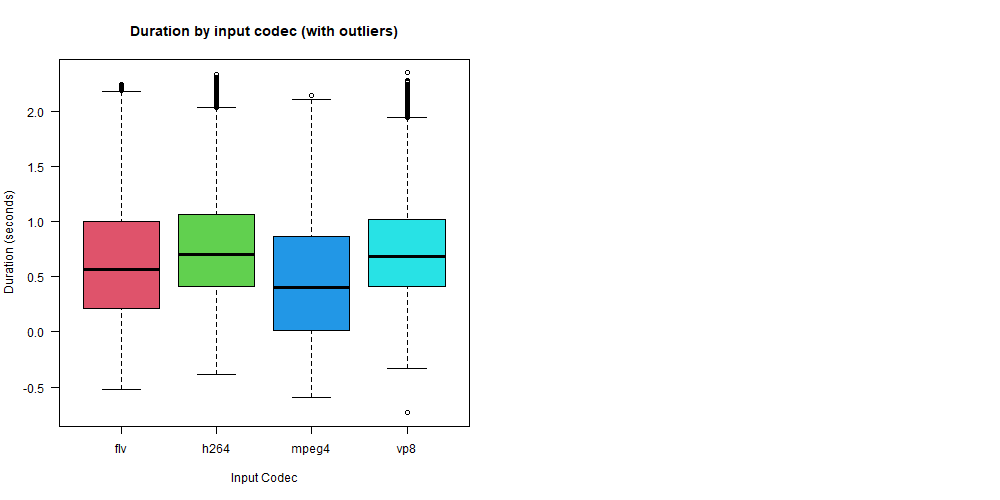 Duration by input codec (with outliers)
Duration (seconds)
2.0
1.5
1.0
0.5
0.0
-0.5
flv
h264
mpeg4
vp8
Input Codec